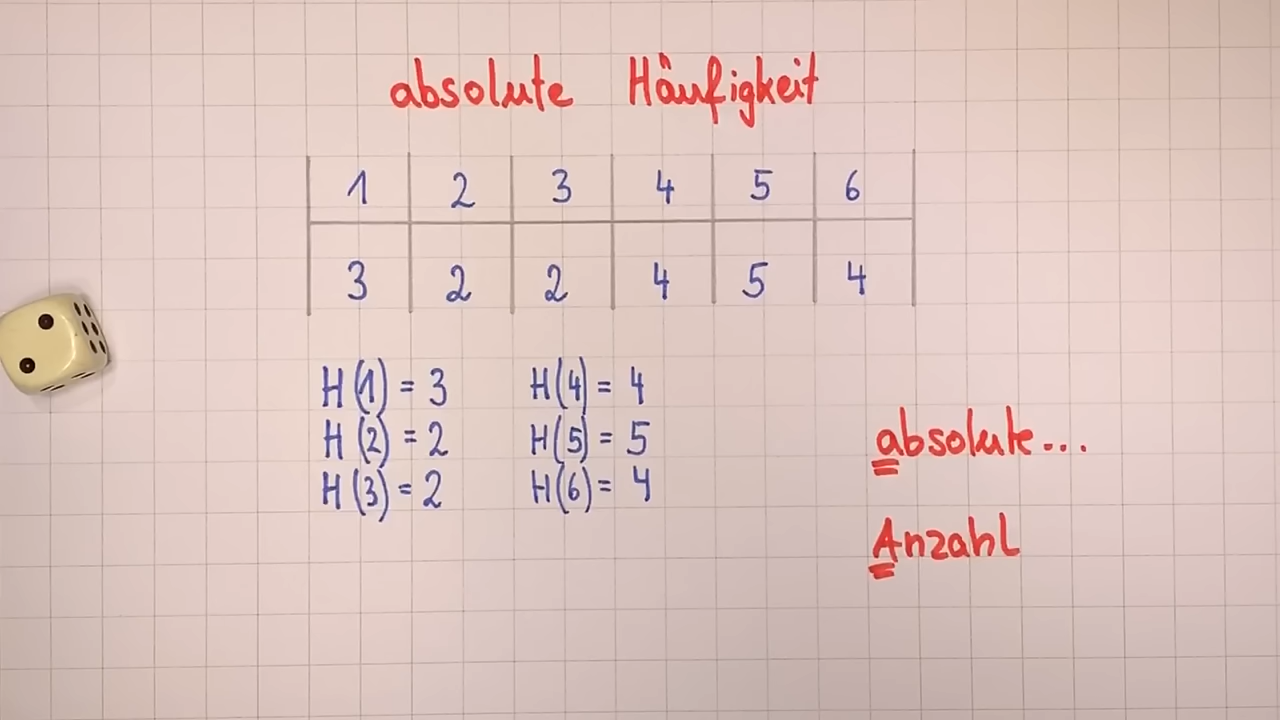 absolute Häufigkeit
1 2 3 4 5 6
3 2 2 4 5 4
H(1) = 3 H(4) = 4
H(2) = 2 H(5) = 5
H(3) = 2 H(6) = 4
absolute...
Anzahl